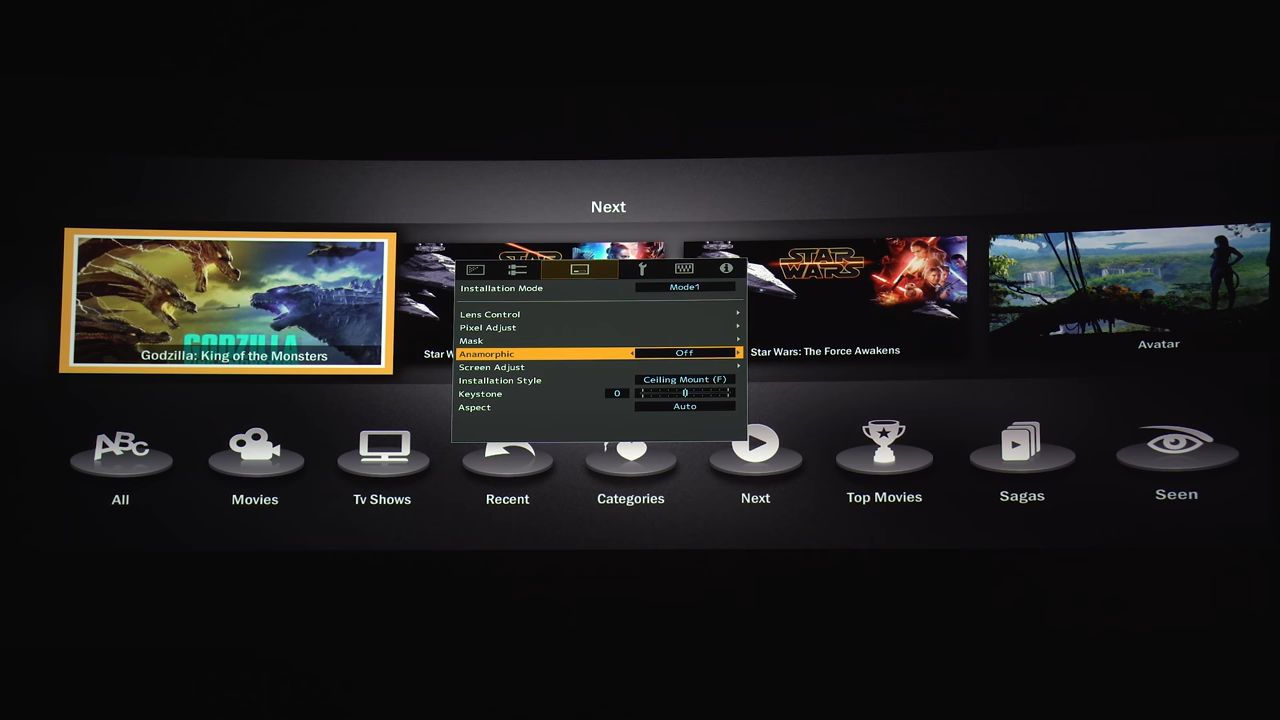 Next
Installation Mode Mode1
Lens Control
Pixel Adjust
Mask
Anamorphic Off
Screen Adjust
Installation Style Ceiling Mount (F)
Keystone 0
Aspect Auto
GODZILLA
Godzilla: King of the Monsters
Star W
STAR
WARS
Star Wars: The Force Awakens
Avatar
ABC
All
Movies
Tv Shows
Recent
Categories
Next
Top Movies
Sagas
Seen